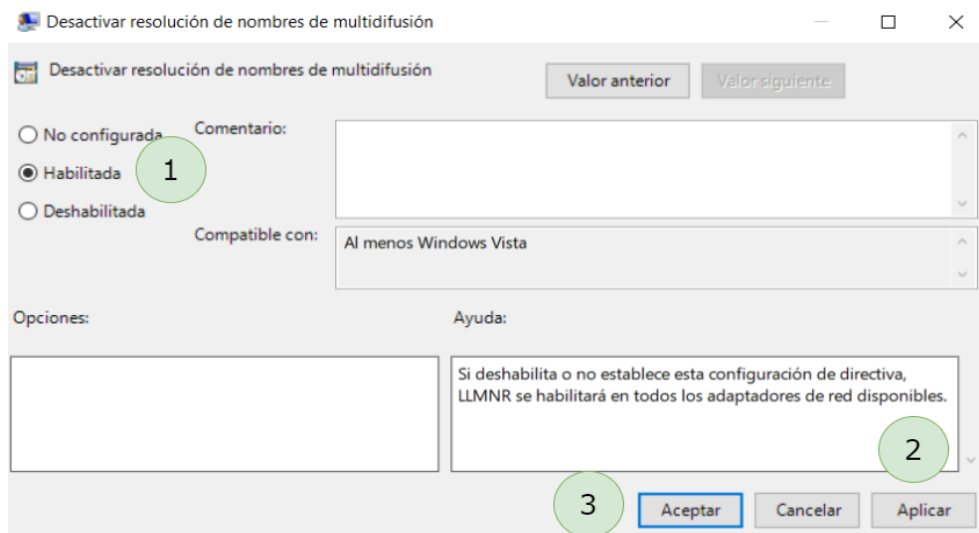 Desactivar resolución de nombres de multidifusión
Desactivar resolución de nombres de multidifusión
Valor anterior
Valor siguiente
No configurada
Comentario:
Habilitada
1
Deshabilitada
Compatible con:
Al menos Windows Vista
Opciones:
Ayuda:
Si deshabilita o no establece esta configuración de directiva,
LLMNR se habilitará en todos los adaptadores de red disponibles.
2
3
Aceptar
Cancelar
Aplicar